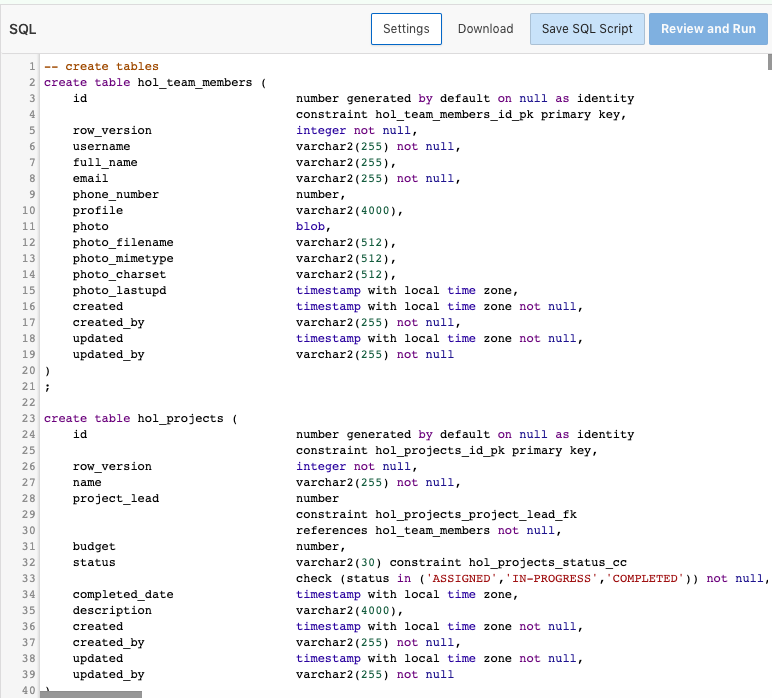 SQL Settings Download Save SQL Script Review and Run
1 -- create tables
2 create table hol_team_members (
3 id number generated by default on null as identity
4 constraint hol_team_members_id_pk primary key,
5 row_version integer not null,
6 username varchar2(255) not null,
7 full_name varchar2(255),
8 email varchar2(255) not null,
9 phone_number number,
10 profile varchar2(4000),
11 photo blob,
12 photo_filename varchar2(512),
13 photo_mimetype varchar2(512),
14 photo_charset varchar2(512),
15 photo_lastupd timestamp with local time zone,
16 created timestamp with local time zone not null,
17 created_by varchar2(255) not null,
18 updated timestamp with local time zone not null,
19 updated_by varchar2(255) not null
20 )
21 ;
22
23 create table hol_projects (
24 id number generated by default on null as identity
25 constraint hol_projects_id_pk primary key,
26 row_version integer not null,
27 name varchar2(255) not null,
28 project_lead number
29 constraint hol_projects_project_lead_fk
30 references hol_team_members not null,
31 budget number,
32 status varchar2(30) constraint hol_projects_status_cc
33 check (status in ('ASSIGNED','IN-PROGRESS','COMPLETED')) not null,
34 completed_date timestamp with local time zone,
35 description varchar2(4000),
36 created timestamp with local time zone not null,
37 created_by varchar2(255) not null,
38 updated timestamp with local time zone not null,
39 updated_by varchar2(255) not null
40 )